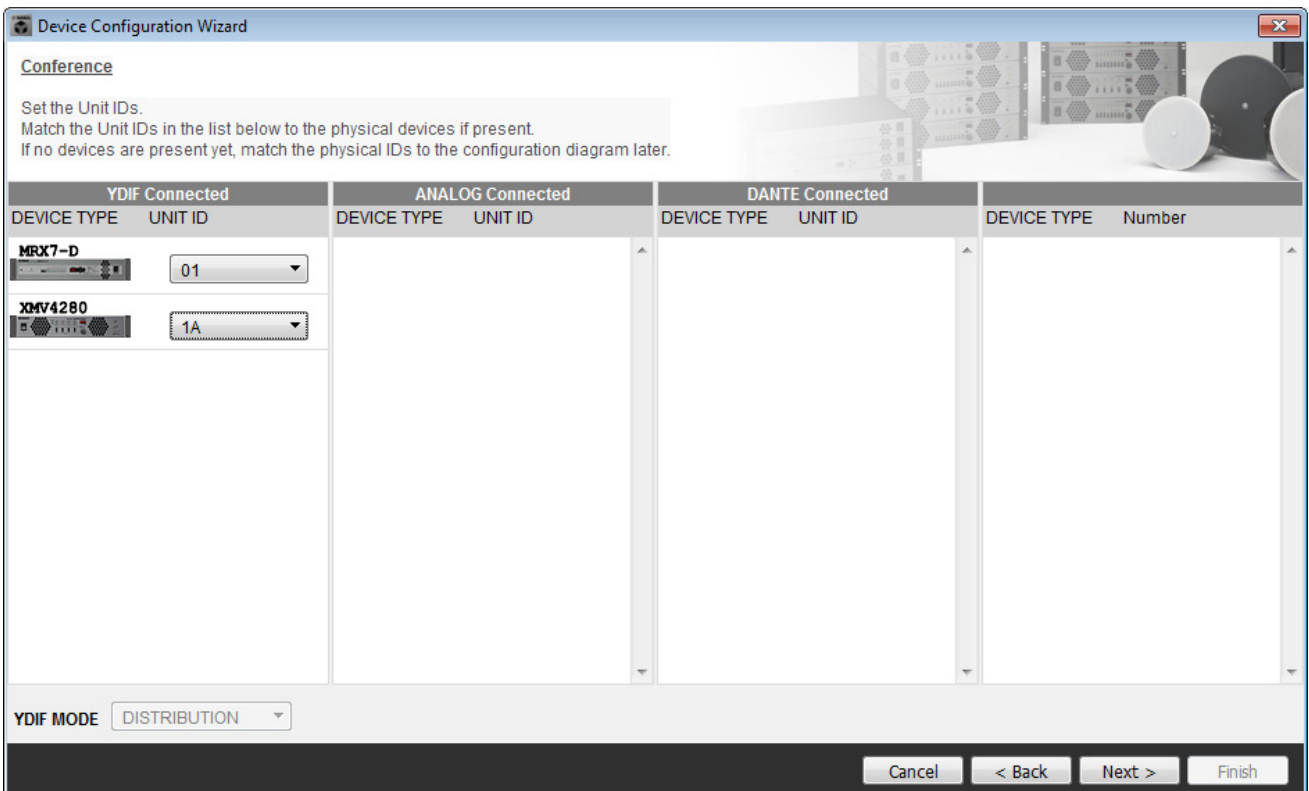 Device Configuration Wizard
Conference
Set the Unit IDs.
Match the Unit IDs in the list below to the physical devices if present.
If no devices are present yet, match the physical IDs to the configuration diagram later.
YDIF Connected
ANALOG Connected
DANTE Connected
DEVICE TYPE UNIT ID
DEVICE TYPE UNIT ID
DEVICE TYPE UNIT ID
DEVICE TYPE Number
MRX7-D
01
XMV4280
1A
YDIF MODE DISTRIBUTION
Cancel
< Back
Next >
Finish